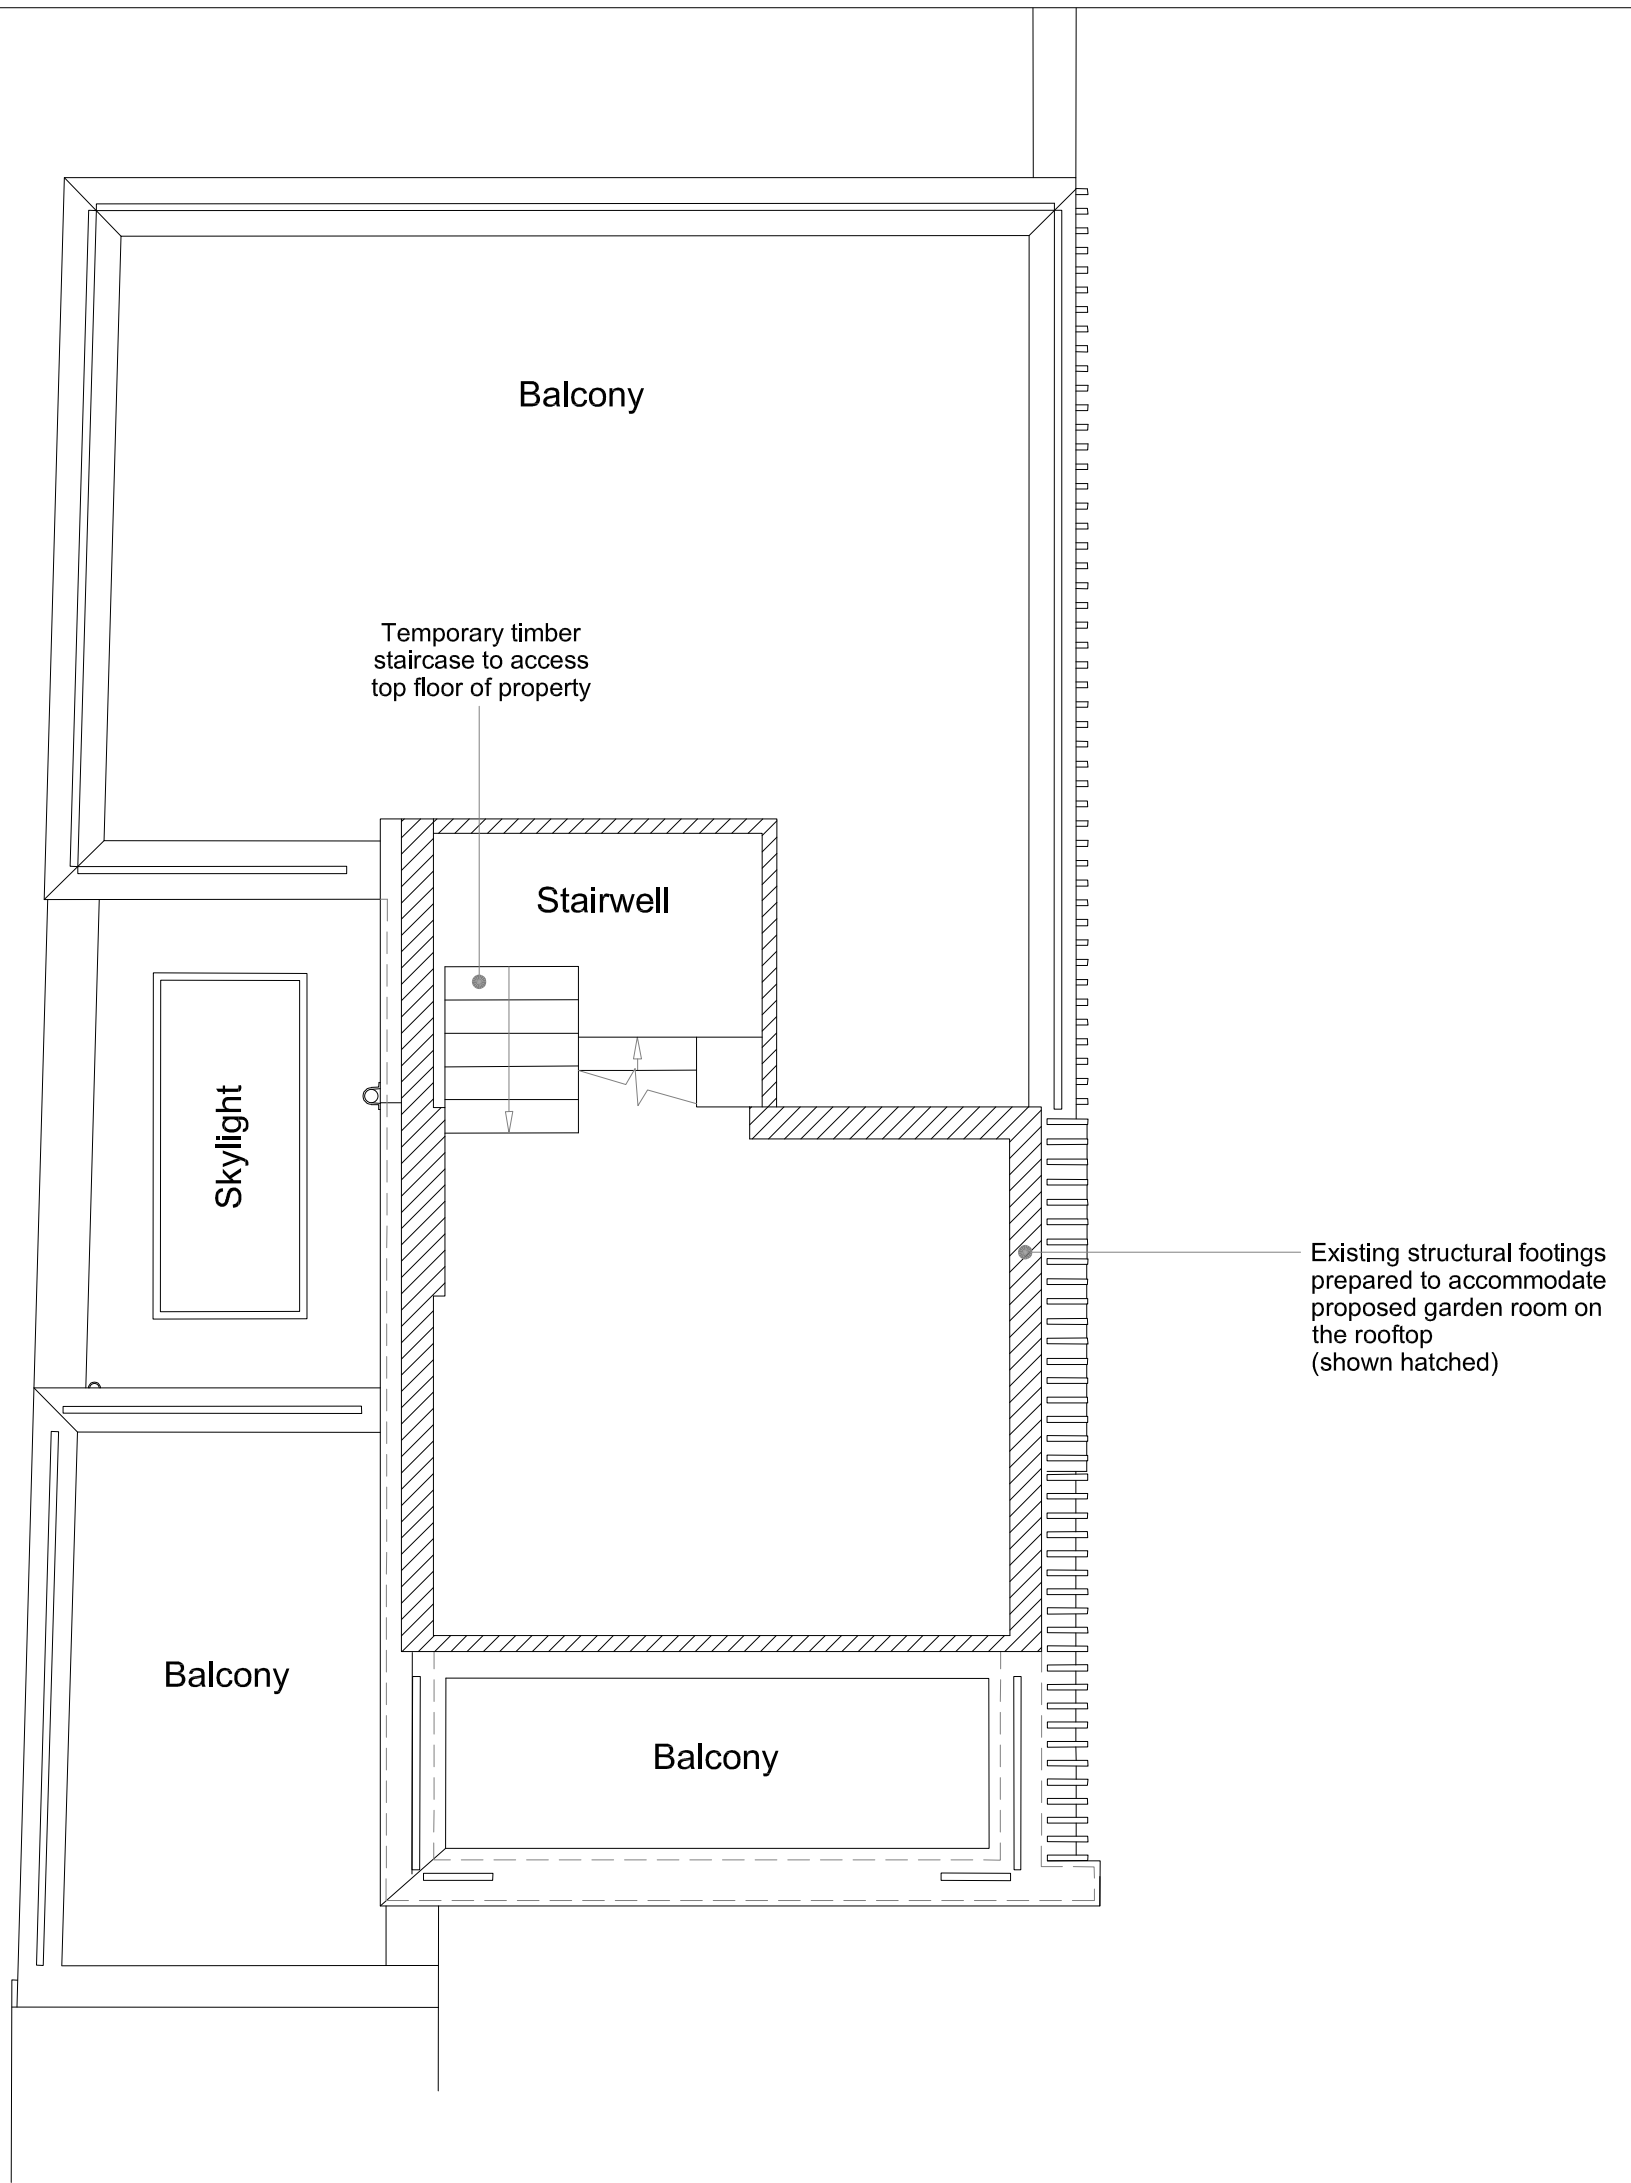 Balcony
Temporary timber
staircase to access
top floor of property
Stairwell
Skylight
Existing structural footings
prepared to accommodate
proposed garden room on
the rooftop
(shown hatched)
Balcony
Balcony